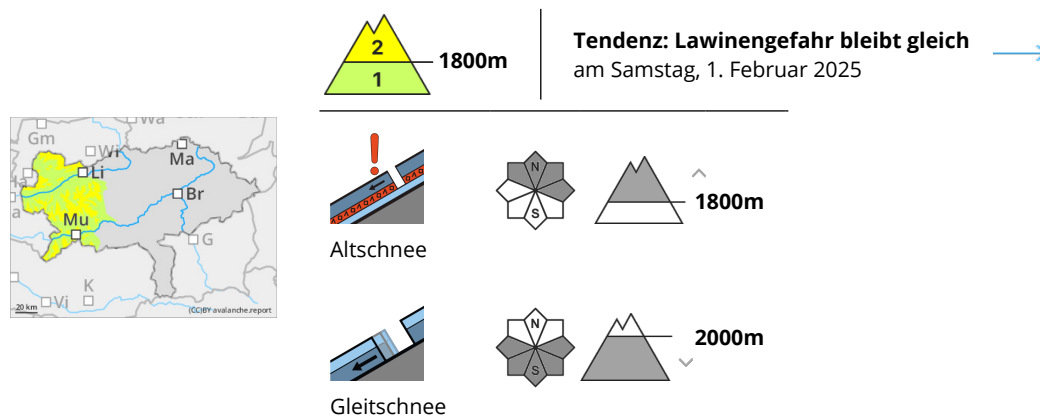 2
1
1800m
Tendenz: Lawinengefahr bleibt gleich
am Samstag, 1. Februar 2025
Wa
Gm
Wi
Ma
Li
Br
Mu
G
K
Vi
20 km
(CC)BY avalanche.report
N
S
1800m
Altschnee
N
S
2000m
Gleitschnee